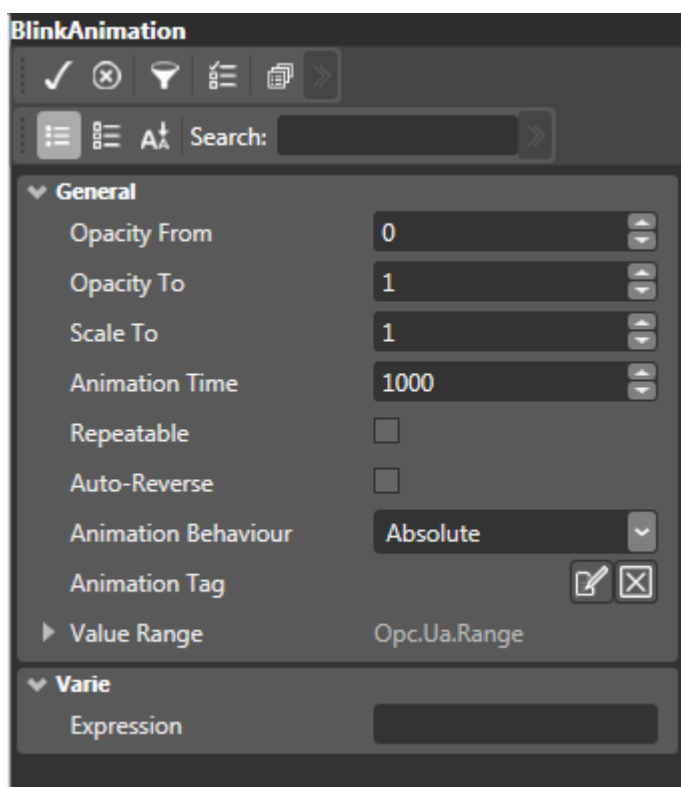 BlinkAnimation
Search:
General
Opacity From 0
Opacity To 1
Scale To 1
Animation Time 1000
Repeatable
Auto-Reverse
Animation Behaviour Absolute
Animation Tag
Value Range Opc.Ua.Range
Varie
Expression